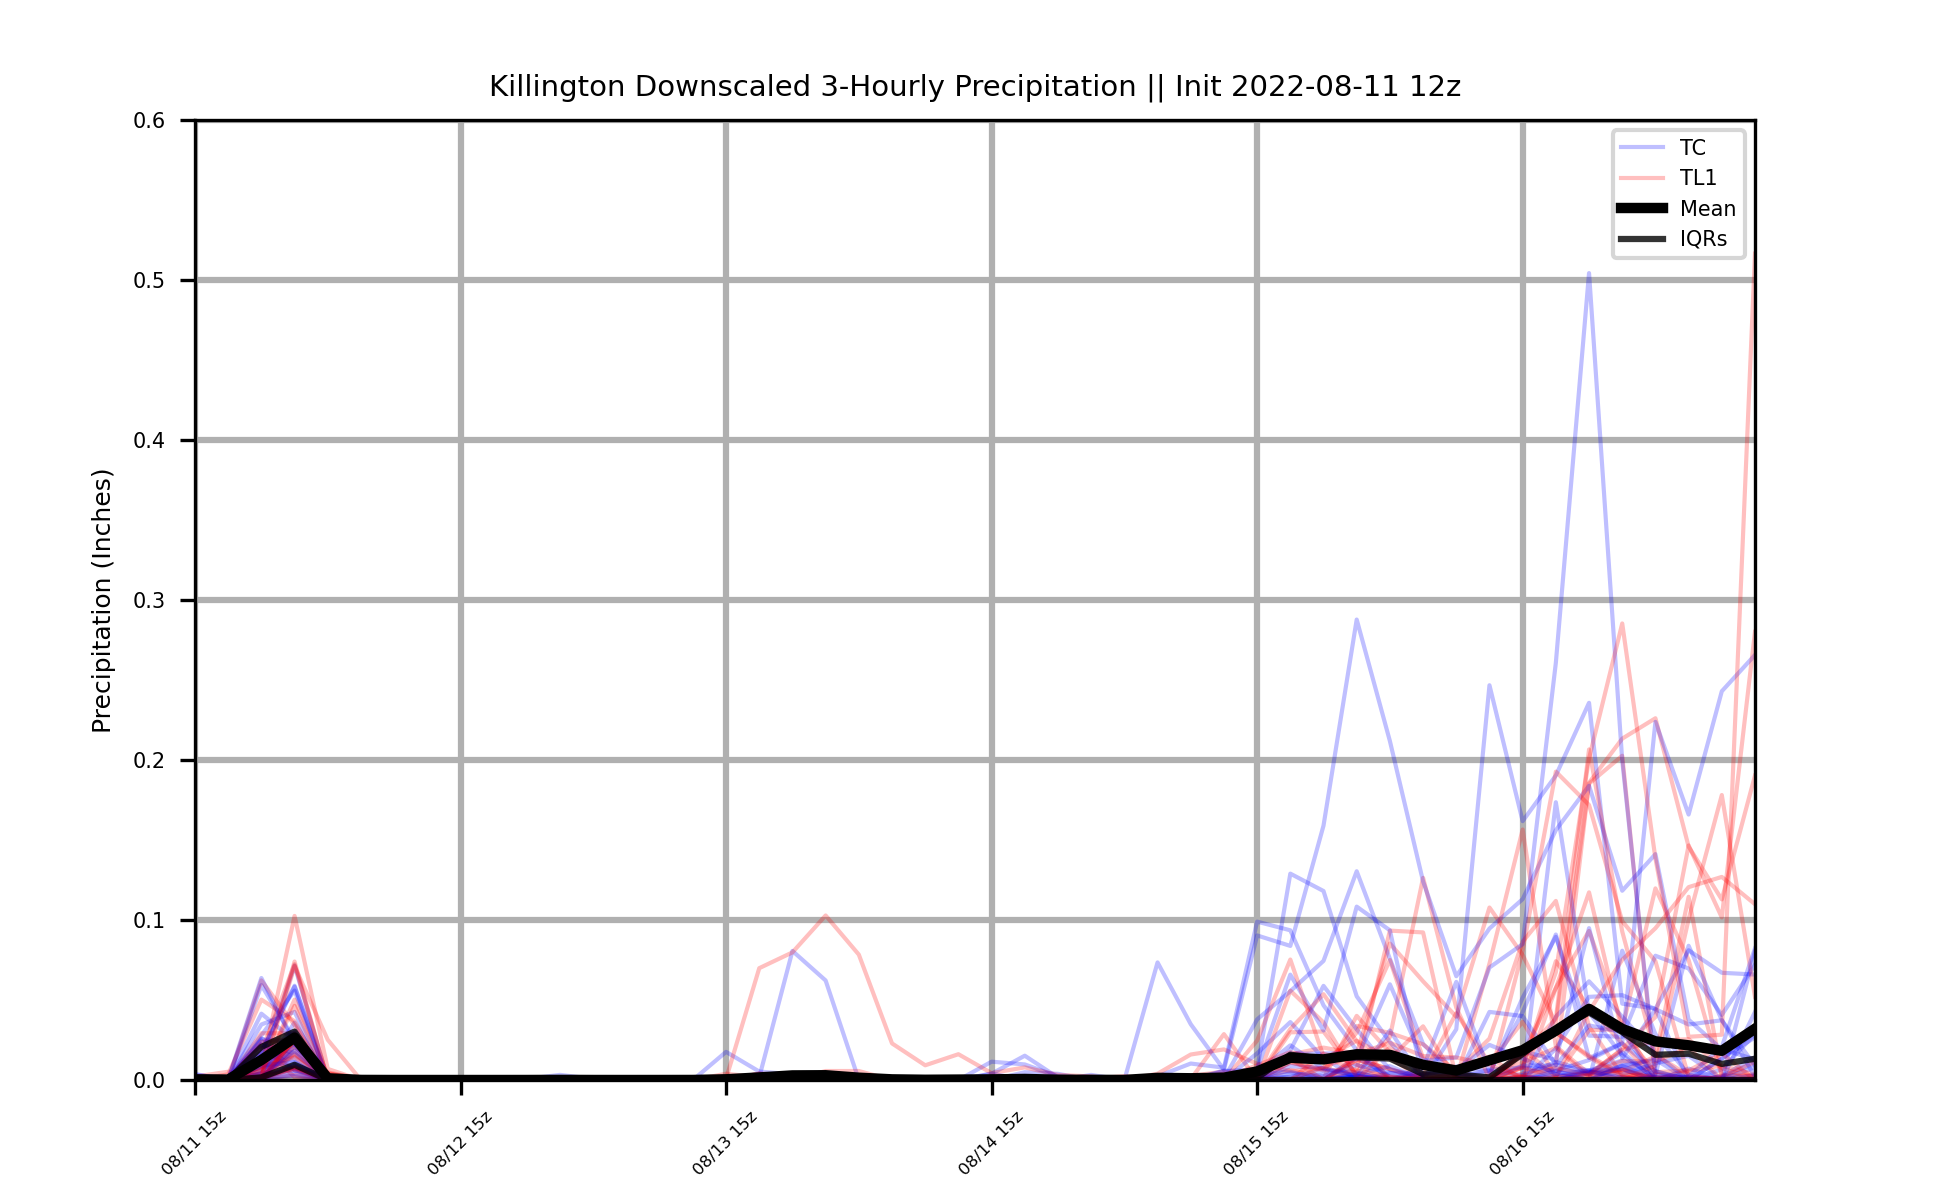 Killington Downscaled 3-Hourly Precipitation || Init 2022-08-11 12z
0.6
0.5
0.4
0.3
0.2
0.1
0.0
Precipitation (Inches)
TC
TL1
Mean
IQRs
08/11 15z
08/12 15z
08/13 15z
08/14 15z
08/15 15z
08/16 15z